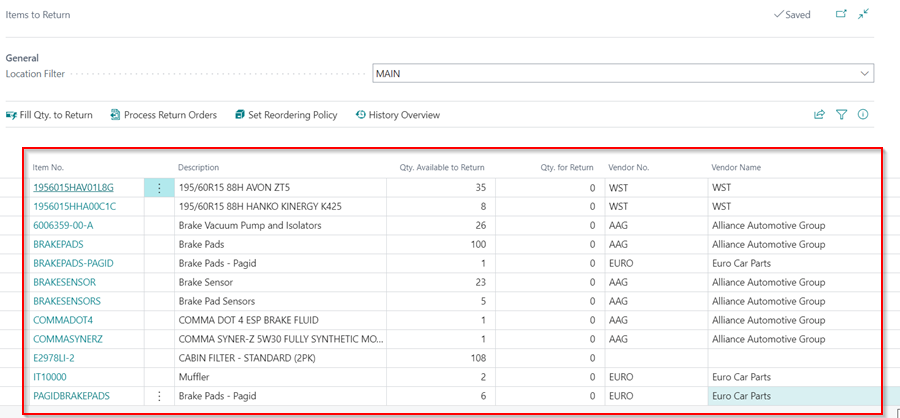 Items to Return Saved
General
Location Filter MAIN
Fill Qty. to Return Process Return Orders Set Reordering Policy History Overview
Item No. Description Qty. Available to Return Qty. for Return Vendor No. Vendor Name
1956015HAV01L8G 195/60R15 88H AVON ZT5 35 0 WST WST
1956015HHA00C1C 195/60R15 88H HANKO KINERGY K425 8 0 WST WST
6006359-00-A Brake Vacuum Pump and Isolators 26 0 AAG Alliance Automotive Group
BRAKEPADS Brake Pads 100 0 AAG Alliance Automotive Group
BRAKEPADS-PAGID Brake Pads - Pagid 1 0 EURO Euro Car Parts
BRAKESENSOR Brake Sensor 23 0 AAG Alliance Automotive Group
BRAKESENSORS Brake Pad Sensors 5 0 AAG Alliance Automotive Group
COMMADOT4 COMMA DOT 4 ESP BRAKE FLUID 1 0 AAG Alliance Automotive Group
COMMASYNERZ COMMA SYNER-Z 5W30 FULLY SYNTHETIC MO... 1 0 AAG Alliance Automotive Group
E2978LI-2 CABIN FILTER - STANDARD (2PK) 108 0
IT10000 Muffler 2 0 EURO Euro Car Parts
PAGIDBRAKEPADS Brake Pads - Pagid 6 0 EURO Euro Car Parts